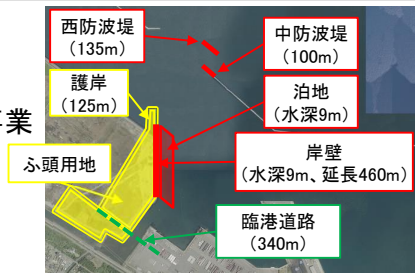 西防波堤
（135m）
中防波堤
（100m）
護岸
（125m）
泊地
（水深9m）
業
岸壁
（水深9m、延長460m）
ふ頭用地
臨港道路
（340m）